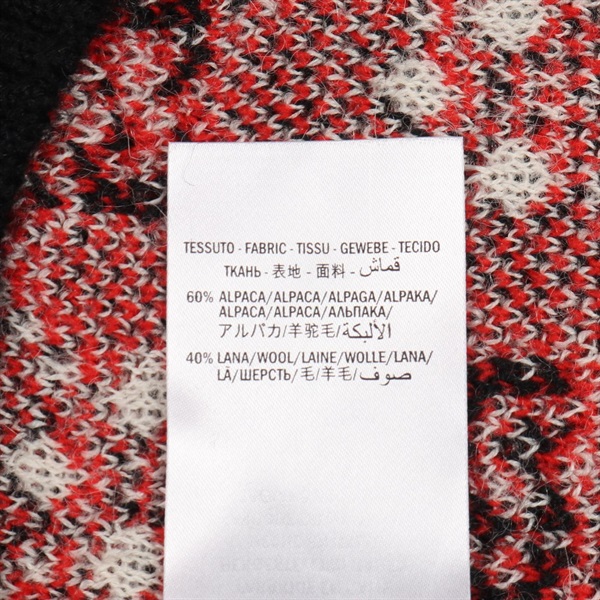 TESSUTO - FABRIC - TISSU - GEWEBE - TECIDO
ТКАНЬ - 表地 - 面料 - قماش
60% ALPACA/ALPACA/ALPAGA/ALPAKA/
ALPACA/ALPACA/АЛЬПАКА/
アルパカ/羊驼毛/الألبكة
40% LANA/WOOL/LAINE/WOLLE/LANA/
LÃ/ШЕРСТЬ/毛/羊毛/صوف